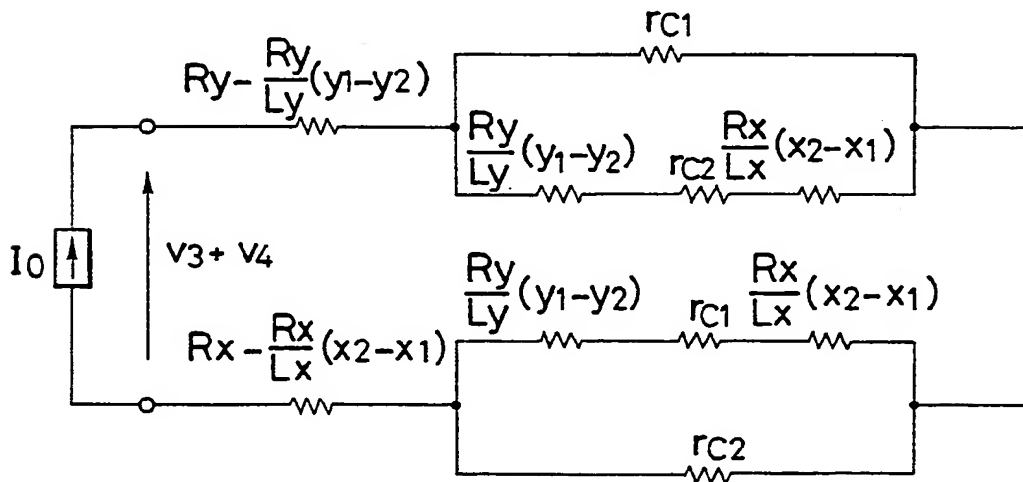 rC1
Ry - Ry/Ly (y1-y2)
Ry/Ly (y1-y2) rC2 Rx/Lx (x2-x1)
I0
v3+ v4
Ry/Ly (y1-y2) rC1 Rx/Lx (x2-x1)
Rx - Rx/Lx (x2-x1)
rC2